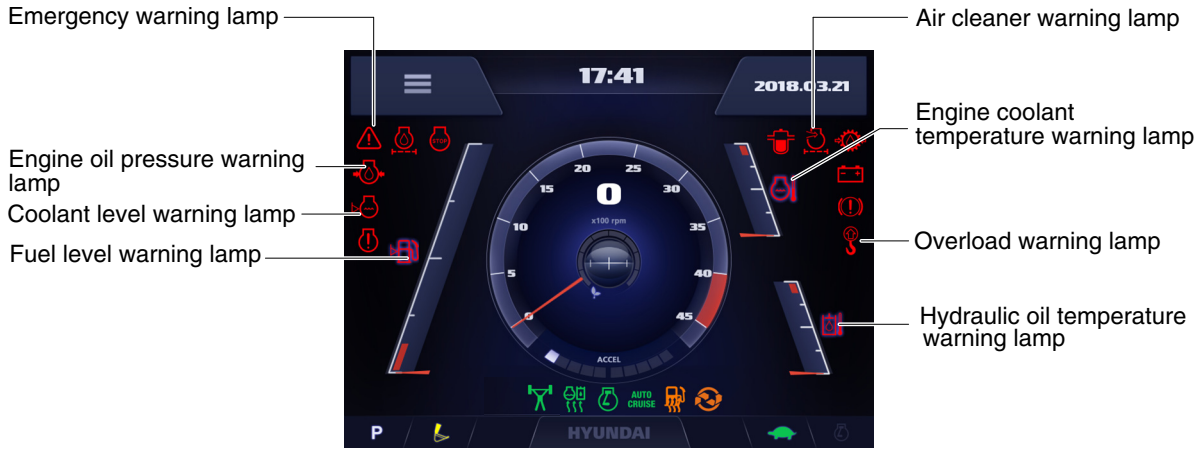 Emergency warning lamp
Air cleaner warning lamp
17:41
2018.03.21
Engine coolant
temperature warning lamp
STOP
Engine oil pressure warning
lamp
Coolant level warning lamp
Fuel level warning lamp
Overload warning lamp
Hydraulic oil temperature
warning lamp
20
25
15
0
30
x100 rpm
10
35
5
40
0
45
ACCEL
AUTO
CRUISE
P
HYUNDAI